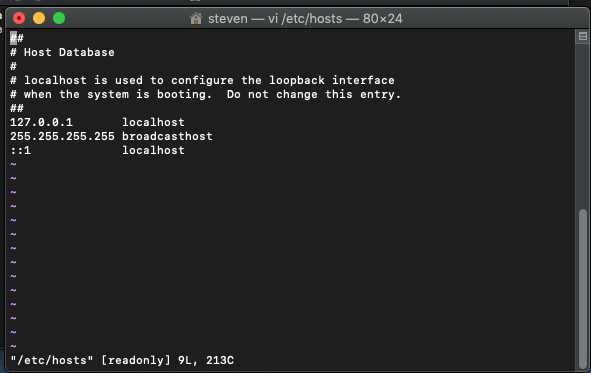 steven — vi /etc/hosts — 80×24
##
# Host Database
#
# localhost is used to configure the loopback interface
# when the system is booting.  Do not change this entry.
##
127.0.0.1       localhost
255.255.255.255 broadcasthost
::1             localhost
~
~
~
~
~
~
~
~
~
~
~
~
~
~
"/etc/hosts" [readonly] 9L, 213C